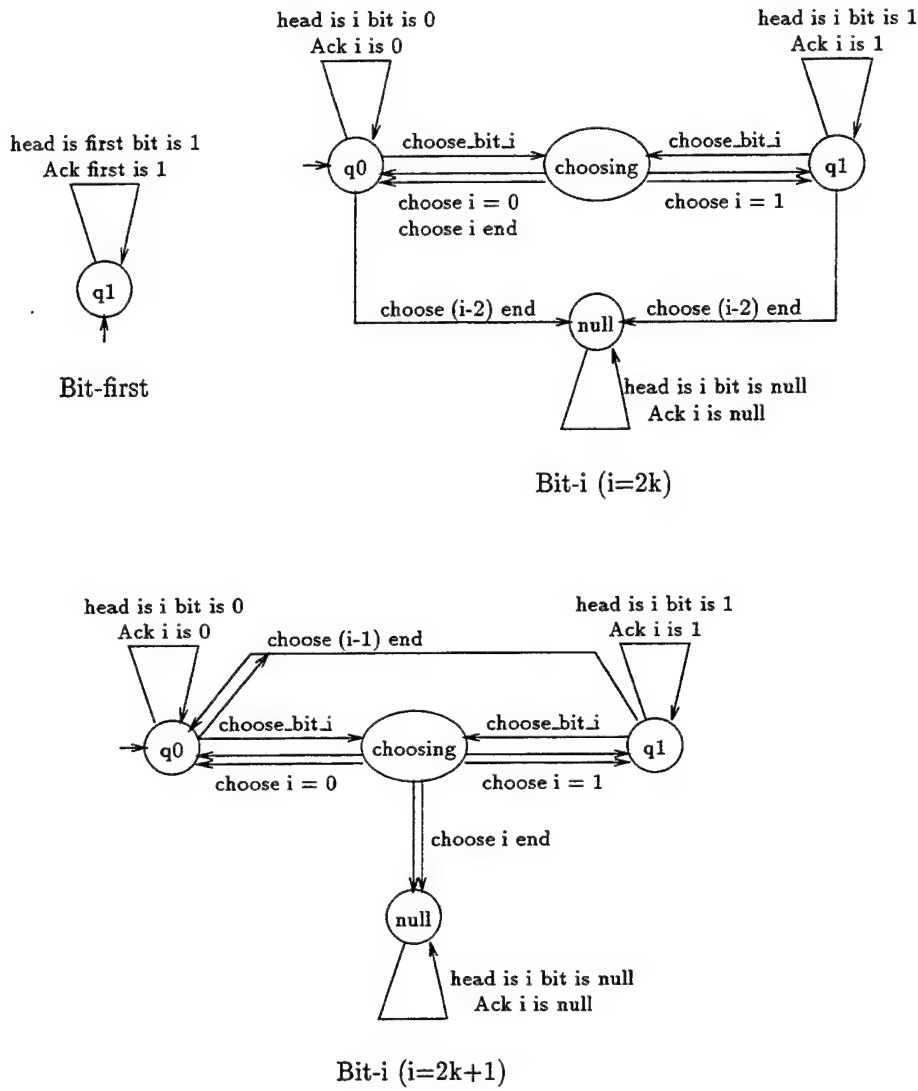 head is i bit is 0
Ack i is 0
head is i bit is 1
Ack i is 1
head is first bit is 1
Ack first is 1
q1
Bit-first
q0
choose_bit_i
choosing
choose_bit_i
q1
choose i = 0
choose i end
choose i = 1
choose (i-2) end
null
choose (i-2) end
head is i bit is null
Ack i is null
Bit-i (i=2k)
head is i bit is 0
Ack i is 0
head is i bit is 1
Ack i is 1
choose (i-1) end
q0
choose_bit_i
choosing
choose_bit_i
q1
choose i = 0
choose i = 1
choose i end
null
head is i bit is null
Ack i is null
Bit-i (i=2k+1)